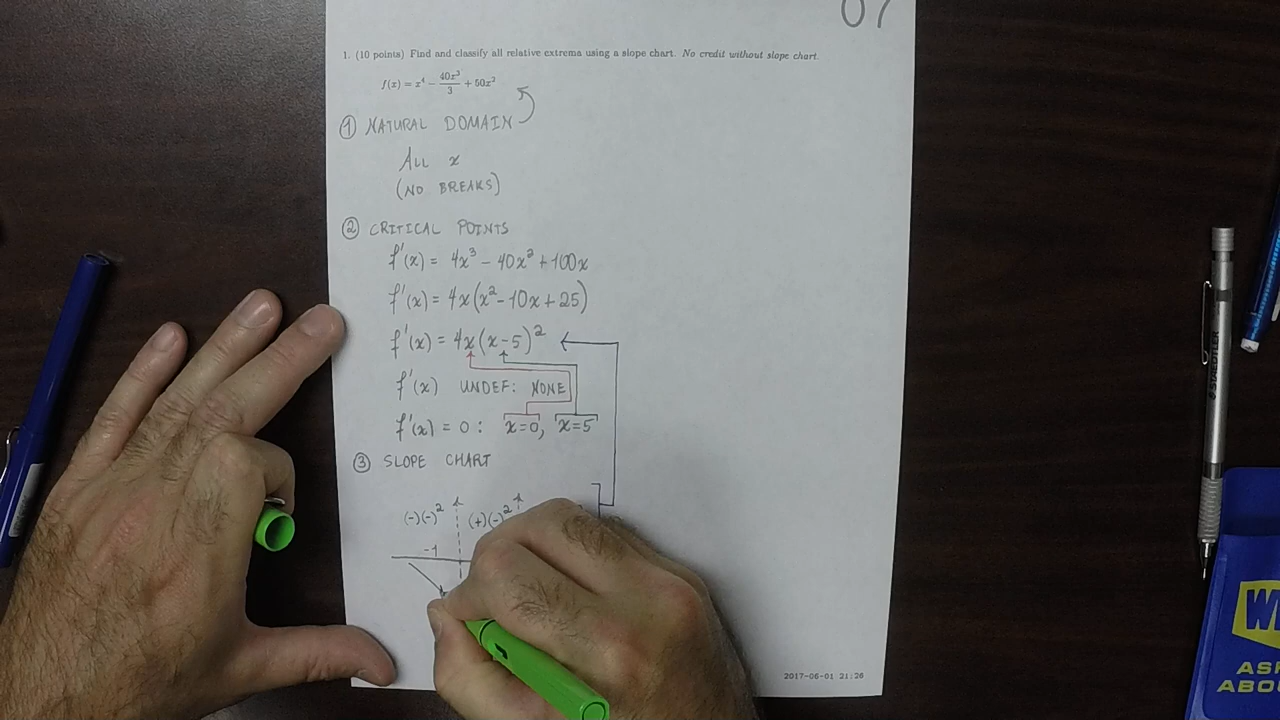 07
1. (10 points) Find and classify all relative extrema using a slope chart. No credit without slope chart.
f(x) = x⁴ − 40x³/3 + 50x²
① NATURAL DOMAIN
ALL x
(NO BREAKS)
② CRITICAL POINTS
f'(x) = 4x³ − 40x² + 100x
f'(x) = 4x(x² − 10x + 25)
f'(x) = 4x(x−5)²
f'(x) UNDEF: NONE
f'(x) = 0 : x=0, x=5
③ SLOPE CHART
(-)(-)² (+)(-)²
-1
2017-06-01 21:26
STAEDTLER